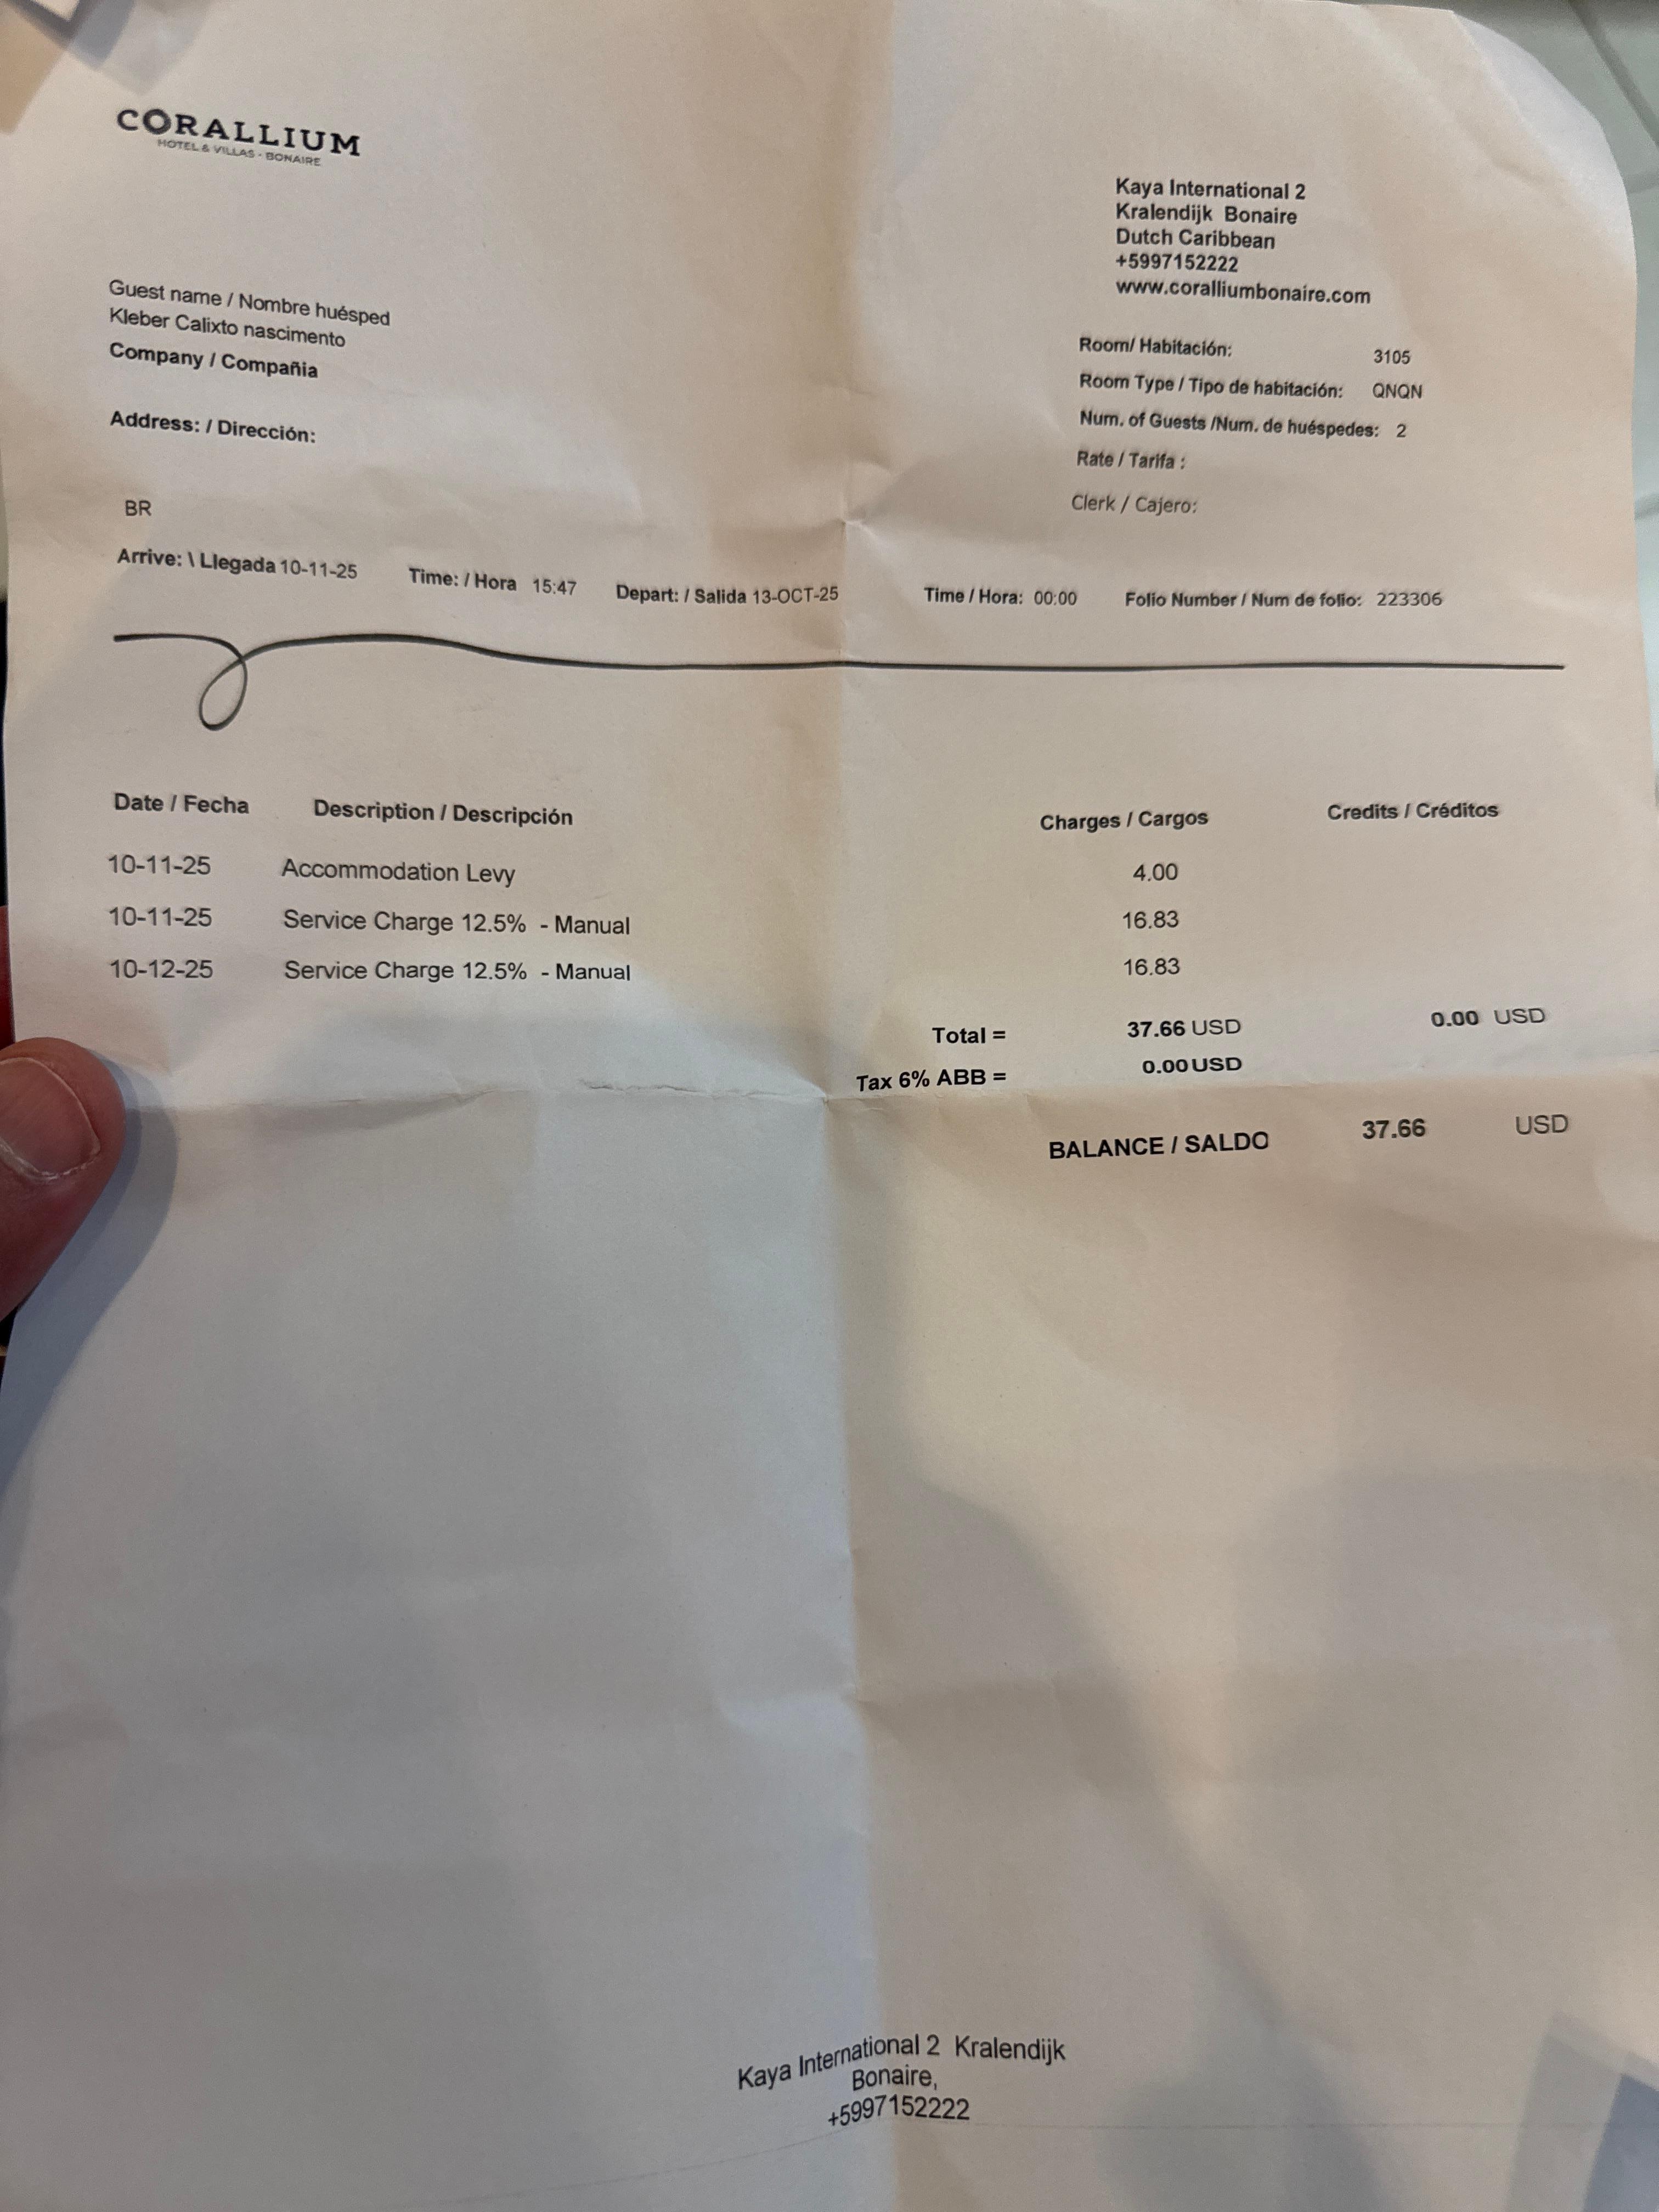 CORALLIUM
HOTEL & VILLAS - BONAIRE
Kaya International 2
Kralendijk Bonaire
Dutch Caribbean
+5997152222
www.coralliumbonaire.com
Guest name / Nombre huésped
Kleber Calixto nascimento
Company / Compañia
Address: / Dirección:
BR
Room/ Habitación: 3105
Room Type / Tipo de habitación: QNQN
Num. of Guests /Num. de huéspedes: 2
Rate / Tarifa :
Clerk / Cajero:
Arrive: \ Llegada 10-11-25 Time: / Hora 15:47 Depart: / Salida 13-OCT-25 Time / Hora: 00:00 Folio Number / Num de folio: 223306
Date / Fecha Description / Descripción Charges / Cargos Credits / Créditos
10-11-25 Accommodation Levy 4.00
10-11-25 Service Charge 12.5% - Manual 16.83
10-12-25 Service Charge 12.5% - Manual 16.83
Total = 37.66 USD 0.00 USD
Tax 6% ABB = 0.00 USD
BALANCE / SALDO 37.66 USD
Kaya International 2 Kralendijk
Bonaire,
+5997152222